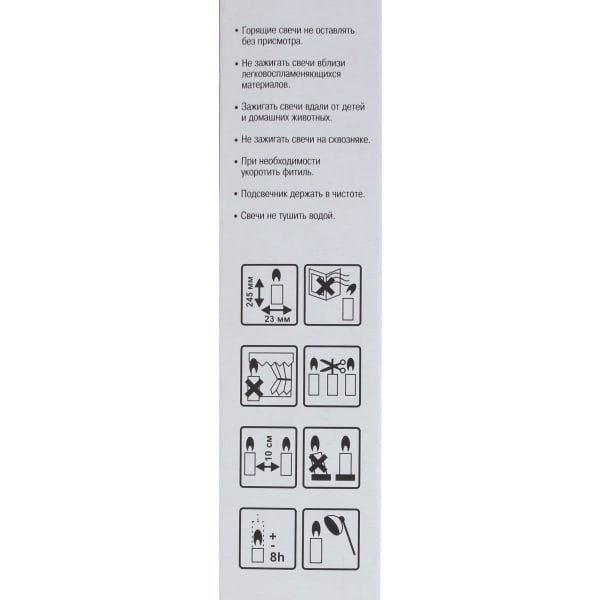 • Горящие свечи не оставлять
без присмотра.
• Не зажигать свечи вблизи
легковоспламеняющихся
материалов.
• Зажигать свечи вдали от детей
и домашних животных.
• Не зажигать свечи на сквозняке.
• При необходимости
укоротить фитиль.
• Подсвечник держать в чистоте.
• Свечи не тушить водой.
245 мм
23 мм
10 см
+
-
8h